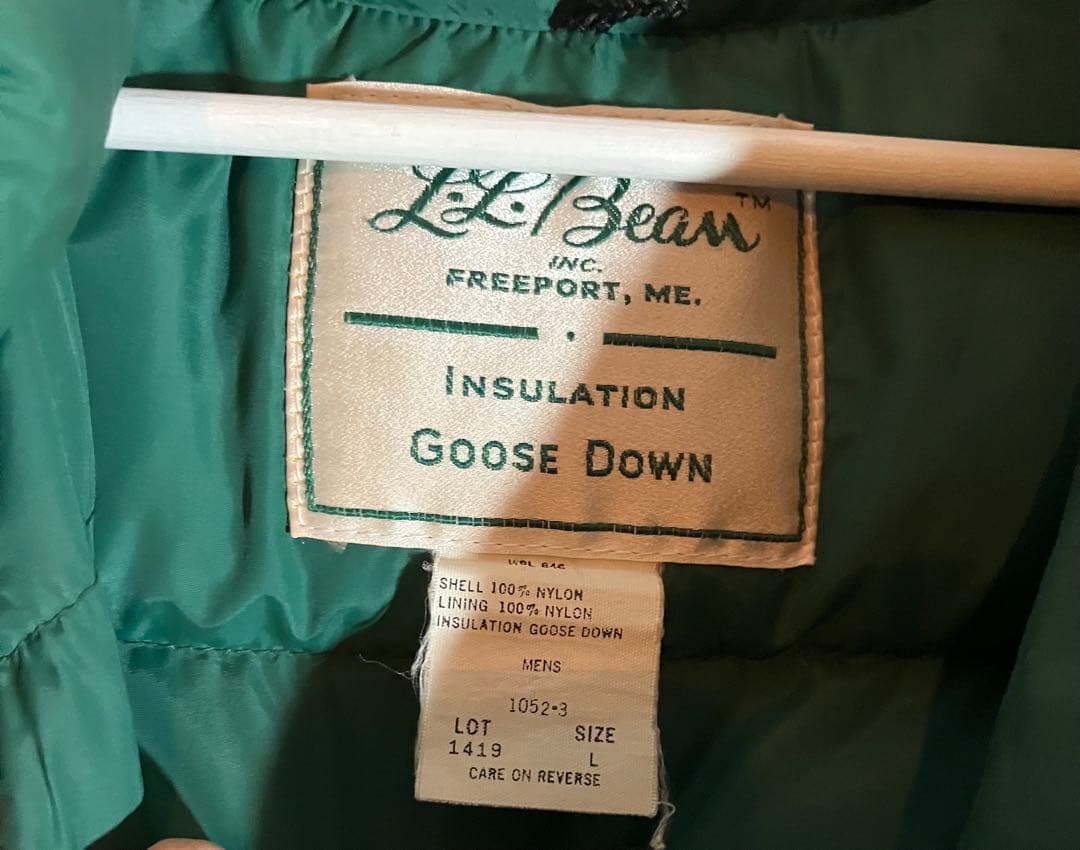 L.L.Bean™
INC.
FREEPORT, ME.
INSULATION
GOOSE DOWN
SHELL 100% NYLON
LINING 100% NYLON
INSULATION GOOSE DOWN
MENS
1052-3
LOT SIZE
1419 L
CARE ON REVERSE